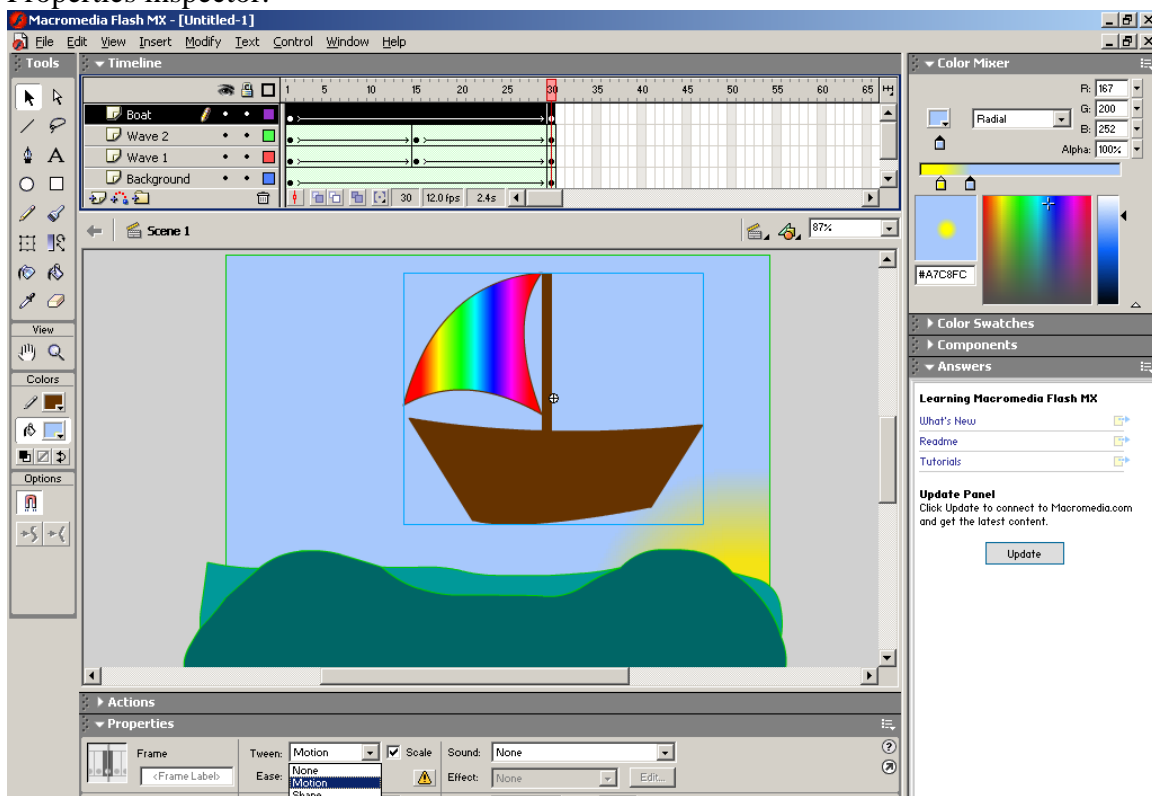 Properties inspector.
Macromedia Flash MX - [Untitled-1]
File Edit View Insert Modify Text Control Window Help
Tools
Timeline
1 5 10 15 20 25 30 35 40 45 50 55 60 65
Boat
Wave 2
Wave 1
Background
30 12.0 fps 2.4s
Scene 1
87%
View
Colors
Options
Color Mixer
R: 167
Radial
G: 200
B: 252
Alpha: 100%
#A7C8FC
Color Swatches
Components
Answers
Learning Macromedia Flash MX
What's New
Readme
Tutorials
Update Panel
Click Update to connect to Macromedia.com
and get the latest content.
Update
Actions
Properties
Frame
<Frame Label>
Tween: Motion
Scale
Sound: None
None
Motion
Shape
Ease:
Effect: None
Edit...